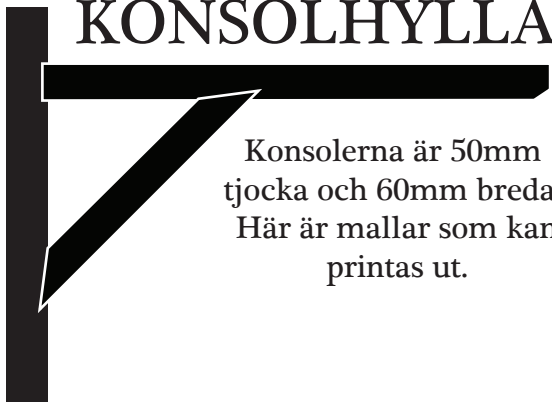 KONSOLHYLLA
Konsolerna är 50mm
tjocka och 60mm breda.
Här är mallar som kan
printas ut.